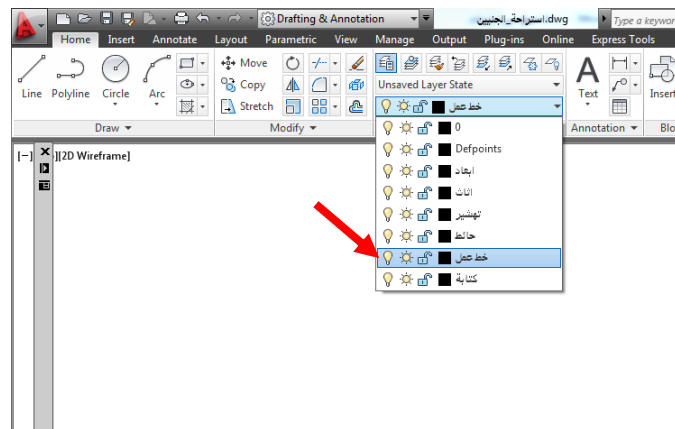 Drafting & Annotation
استراحة_الجنبين.dwg
Type a keywor
Home Insert Annotate Layout Parametric View Manage Output Plug-ins Online Express Tools
Line Polyline Circle Arc
Move
Copy
Stretch
Unsaved Layer State
خط عمل
Text
Insert
Draw
Modify
Annotation
Blo
0
Defpoints
ابعاد
اثاث
تهشير
حائط
خط عمل
كتابة
[–]
][2D Wireframe]